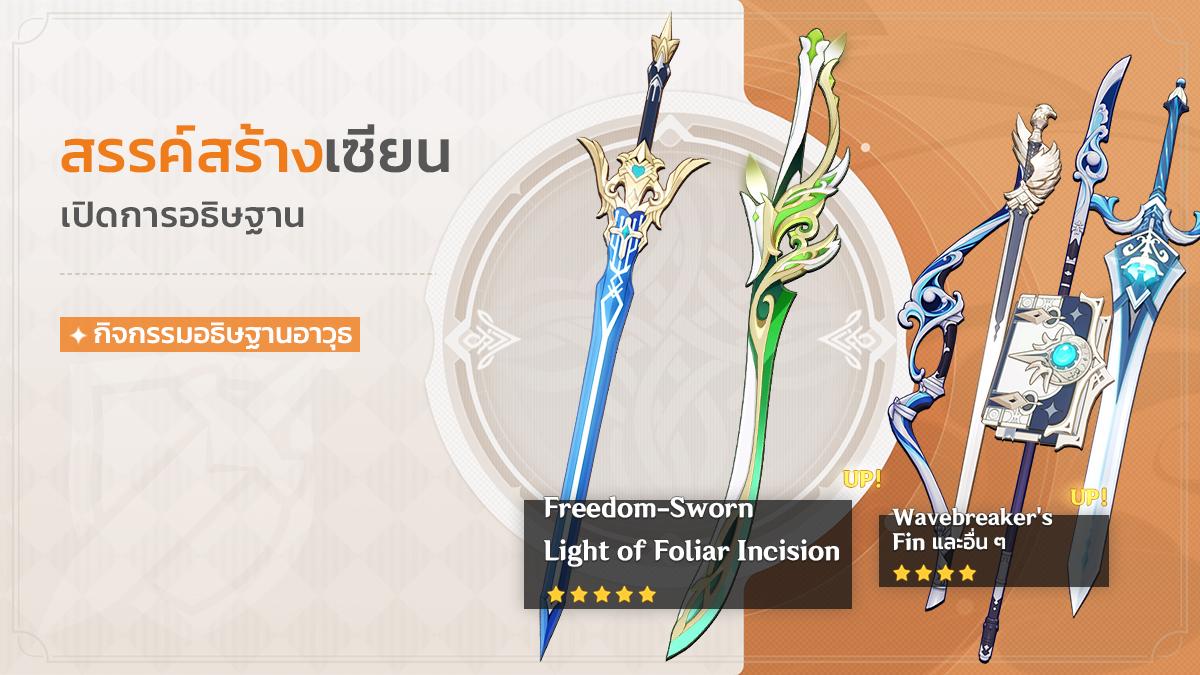 สรรค์สร้างเซียน
เปิดการอธิษฐาน
กิจกรรมอธิษฐานอาวุธ
UP!
Freedom-Sworn
Light of Foliar Incision
UP!
Wavebreaker's
Fin และอื่น ๆ